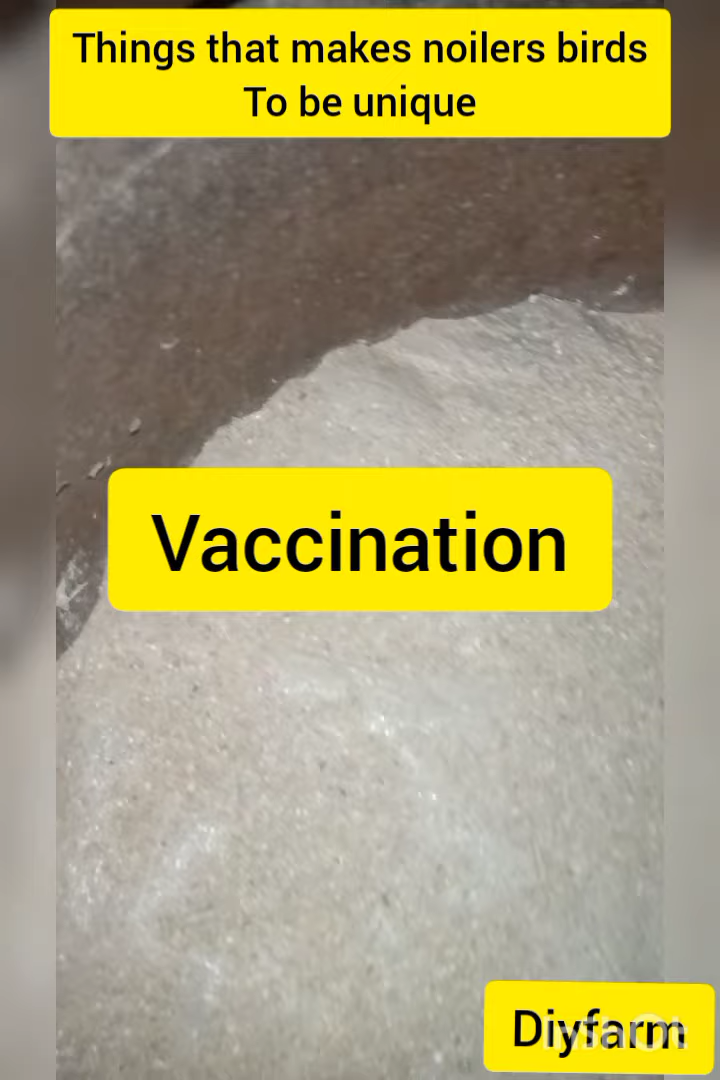 Things that makes noilers birds
To be unique
Vaccination
Diyfarm